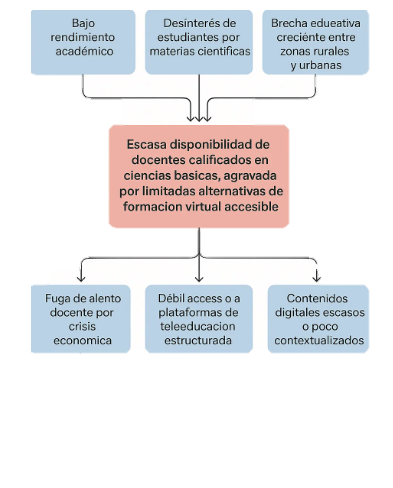 Bajo
rendimiento
académico
Desinterés de
estudiantes por
materias cientificas
Brecha edueativa
creciénte entre
zonas rurales
y urbanas
Escasa disponibilidad de
docentes calificados en
ciencias basicas, agravada
por limitadas alternativas de
formacion virtual accesible
Fuga de alento
docente por
crisis
economica
Débil access o a
plataformas de
teleeducacion
estructurada
Contenidos
digitales escasos
o poco
contextualizados